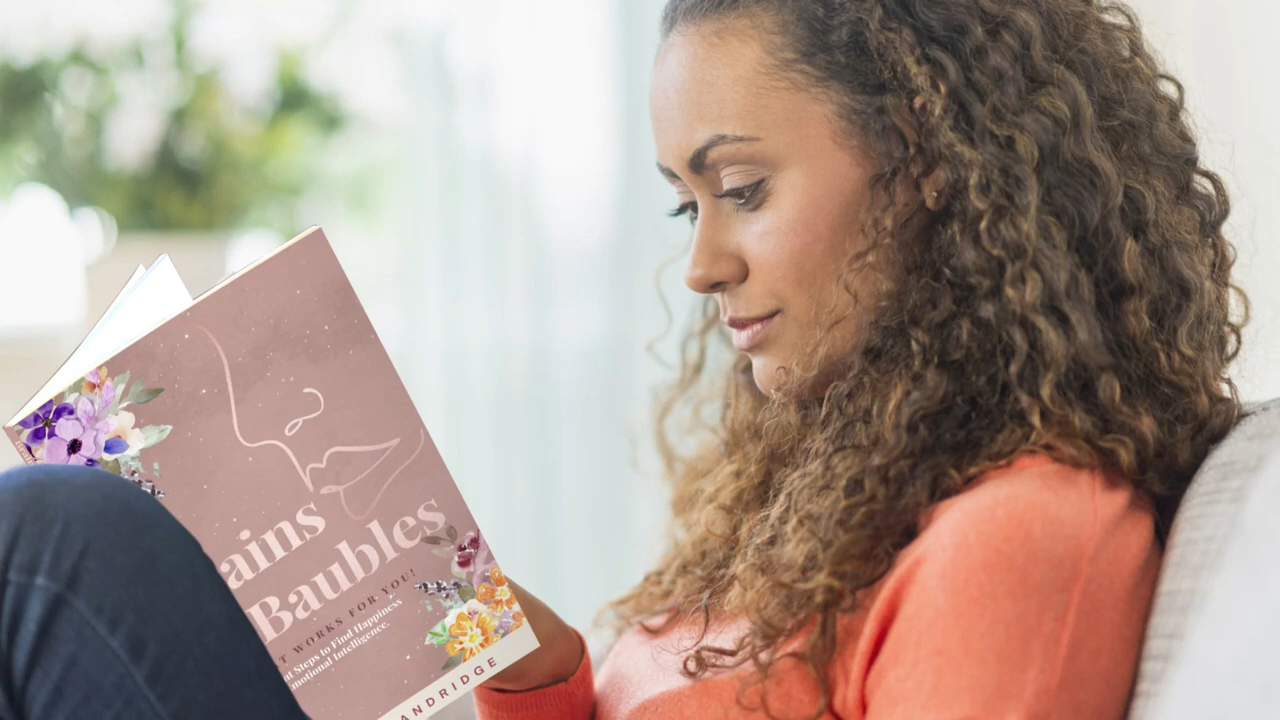 ains
Baubles
T WORKS FOR YOU!
nt Steps to Find Happiness
motional Intelligence.
ANDRIDGE